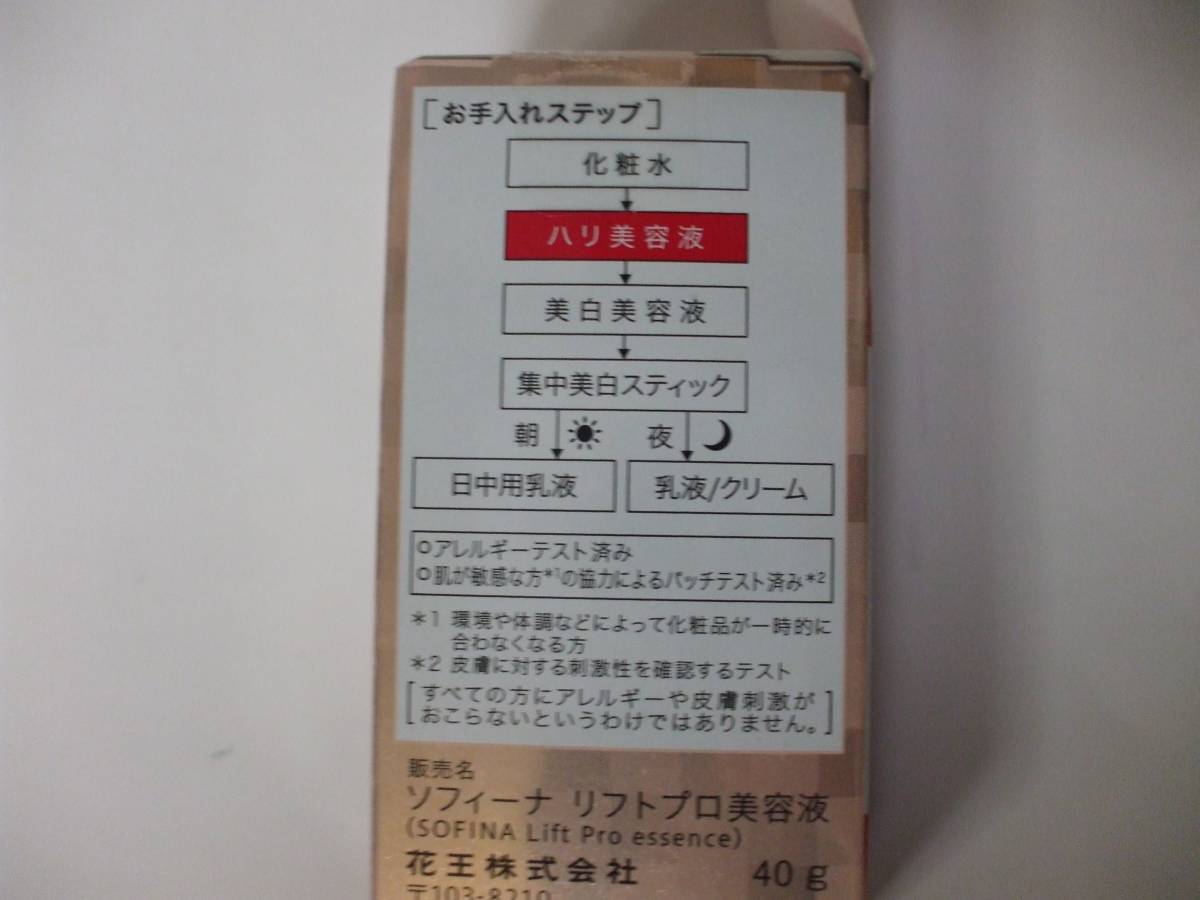 [お手入れステップ]
化粧水
ハリ美容液
美白美容液
集中美白スティック
朝 夜
日中用乳液 乳液/クリーム
○アレルギーテスト済み
○肌が敏感な方*1の協力によるパッチテスト済み*2
*1 環境や体調などによって化粧品が一時的に
合わなくなる方
*2 皮膚に対する刺激性を確認するテスト
[すべての方にアレルギーや皮膚刺激が
おこらないというわけではありません。]
販売名
ソフィーナ リフトプロ美容液
(SOFINA Lift Pro essence)
花王株式会社 40g
〒103-8210